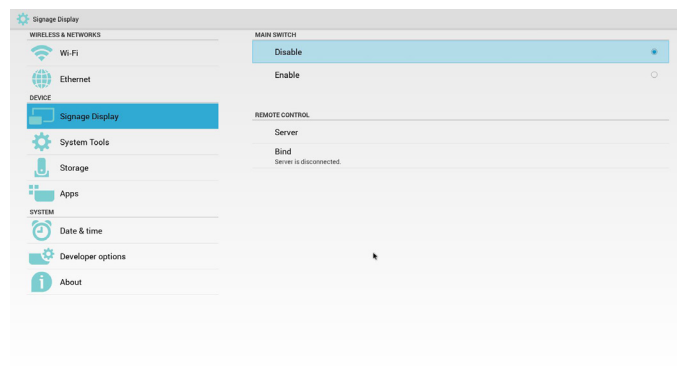 Signage Display
WIRELESS & NETWORKS
Wi-Fi
Ethernet
DEVICE
Signage Display
System Tools
Storage
Apps
SYSTEM
Date & time
Developer options
About
MAIN SWITCH
Disable
Enable
REMOTE CONTROL
Server
Bind
Server is disconnected.